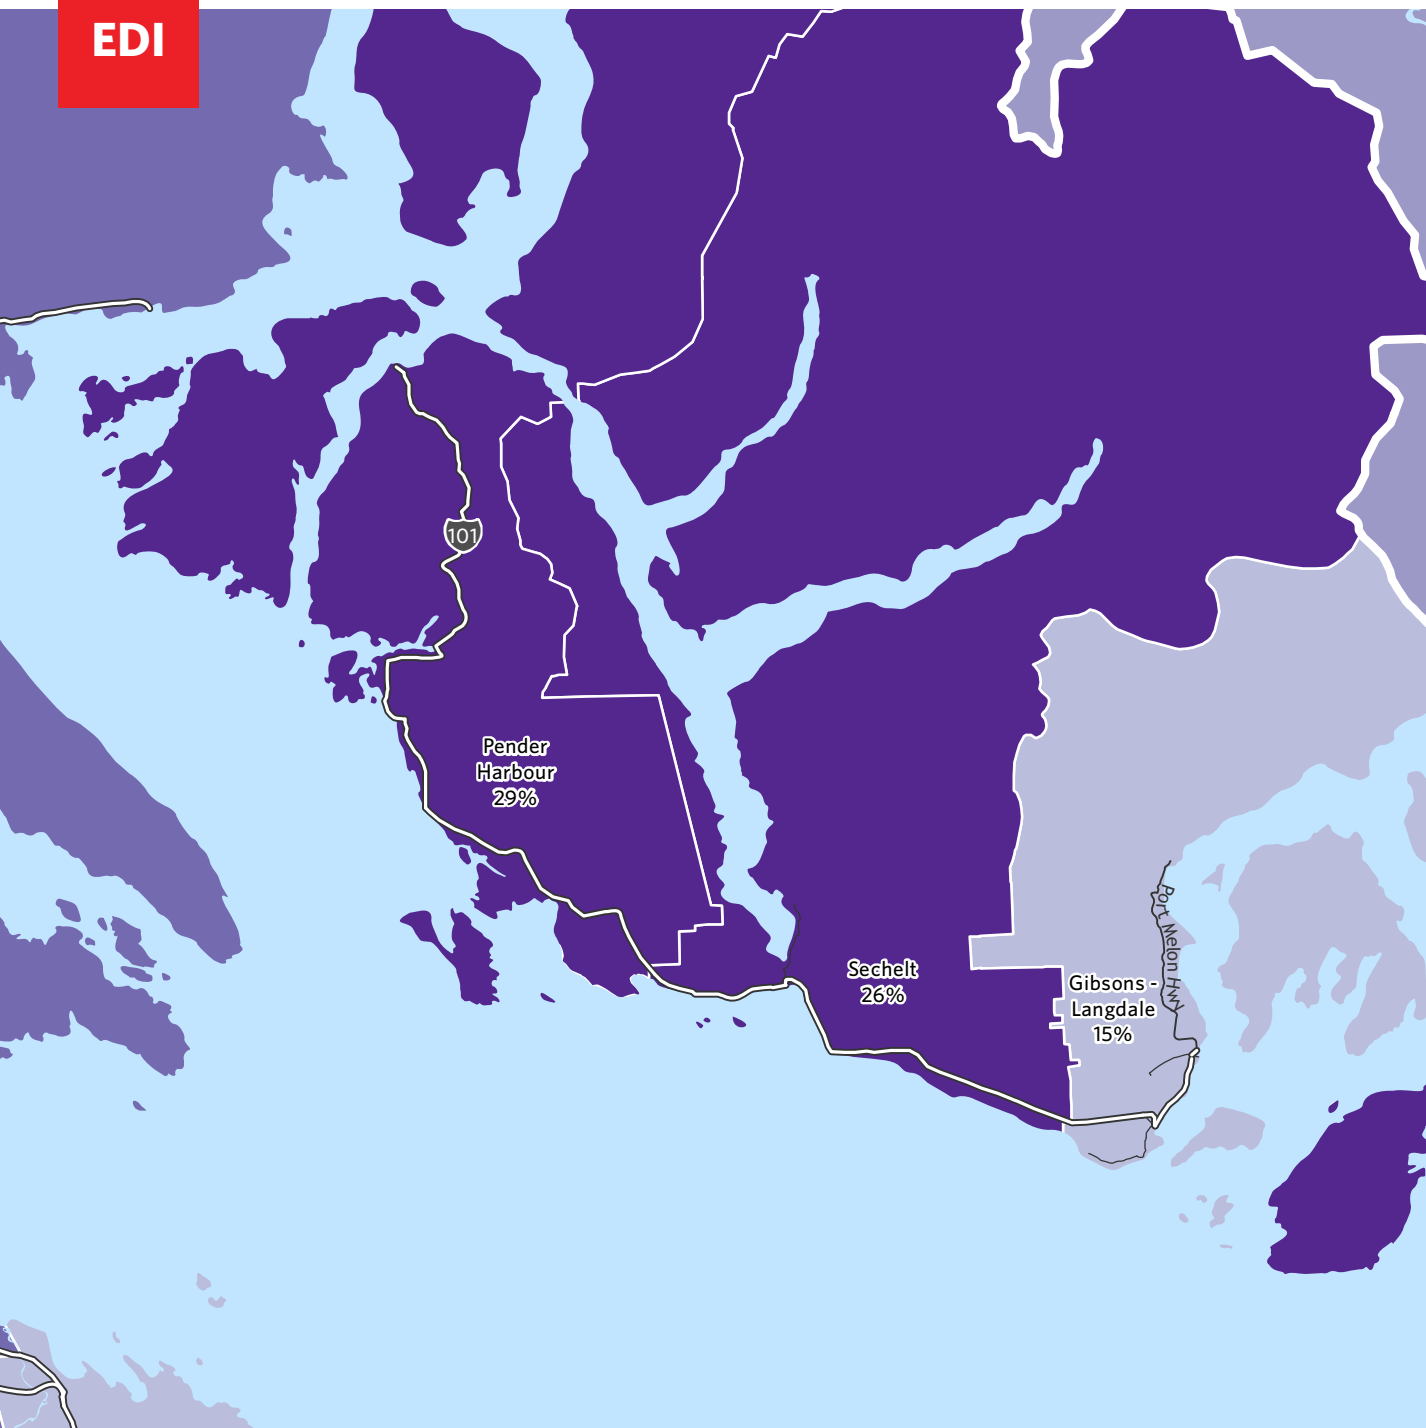 EDI
101
Pender
Harbour
29%
Sechelt
26%
Gibsons -
Langdale
15%
Port Melon Hwy